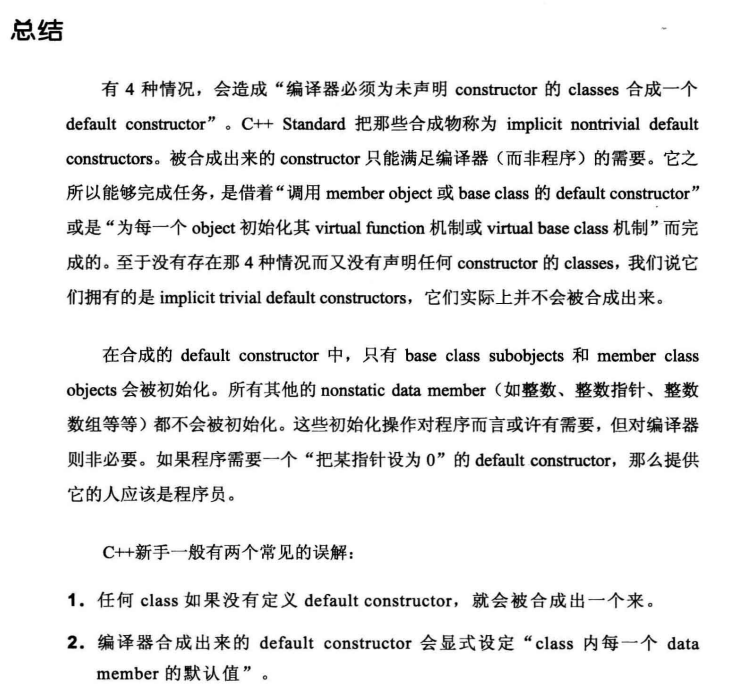 总结
有 4 种情况，会造成“编译器必须为未声明 constructor 的 classes 合成一个
default constructor”。C++ Standard 把那些合成物称为 implicit nontrivial default
constructors。被合成出来的 constructor 只能满足编译器（而非程序）的需要。它之
所以能够完成任务，是借着“调用 member object 或 base class 的 default constructor”
或是“为每一个 object 初始化其 virtual function 机制或 virtual base class 机制”而完
成的。至于没有存在那 4 种情况而又没有声明任何 constructor 的 classes，我们说它
们拥有的是 implicit trivial default constructors，它们实际上并不会被合成出来。
在合成的 default constructor 中，只有 base class subobjects 和 member class
objects 会被初始化。所有其他的 nonstatic data member（如整数、整数指针、整数
数组等等）都不会被初始化。这些初始化操作对程序而言或许有需要，但对编译器
则非必要。如果程序需要一个“把某指针设为 0”的 default constructor，那么提供
它的人应该是程序员。
C++新手一般有两个常见的误解：
1. 任何 class 如果没有定义 default constructor，就会被合成出一个来。
2. 编译器合成出来的 default constructor 会显式设定“class 内每一个 data
member 的默认值”。